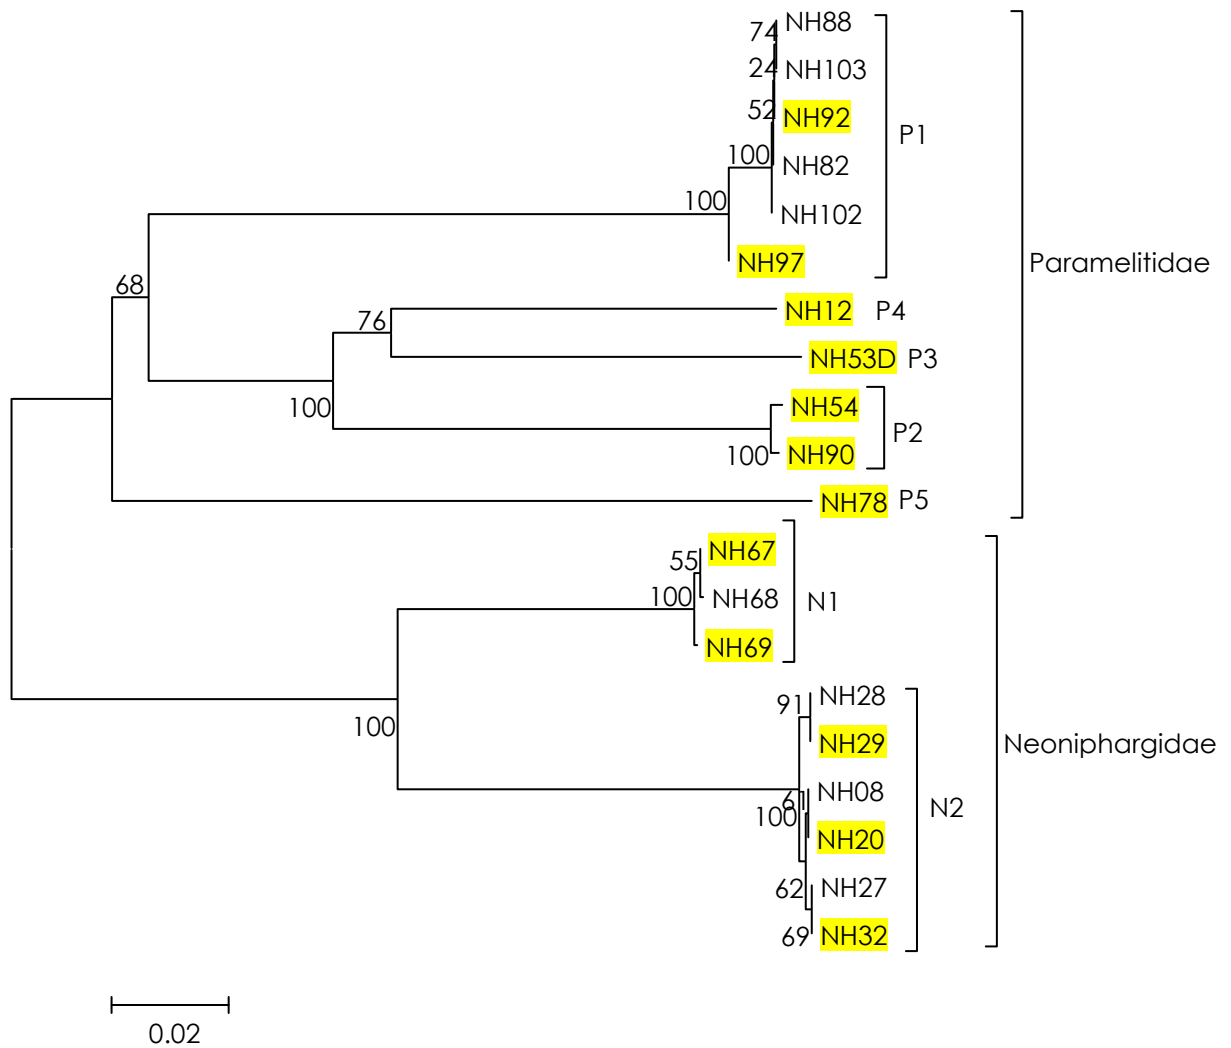 NH88
74
24
NH103
52
NH92
P1
100
NH82
100
NH102
NH97
Paramelitidae
68
NH12 P4
76
NH53D P3
100
NH54
P2
100
NH90
NH78 P5
NH67
55
100
NH68
N1
NH69
NH28
91
100
NH29
Neoniphargidae
NH08
6
100
N2
NH20
62
NH27
69
NH32
0.02